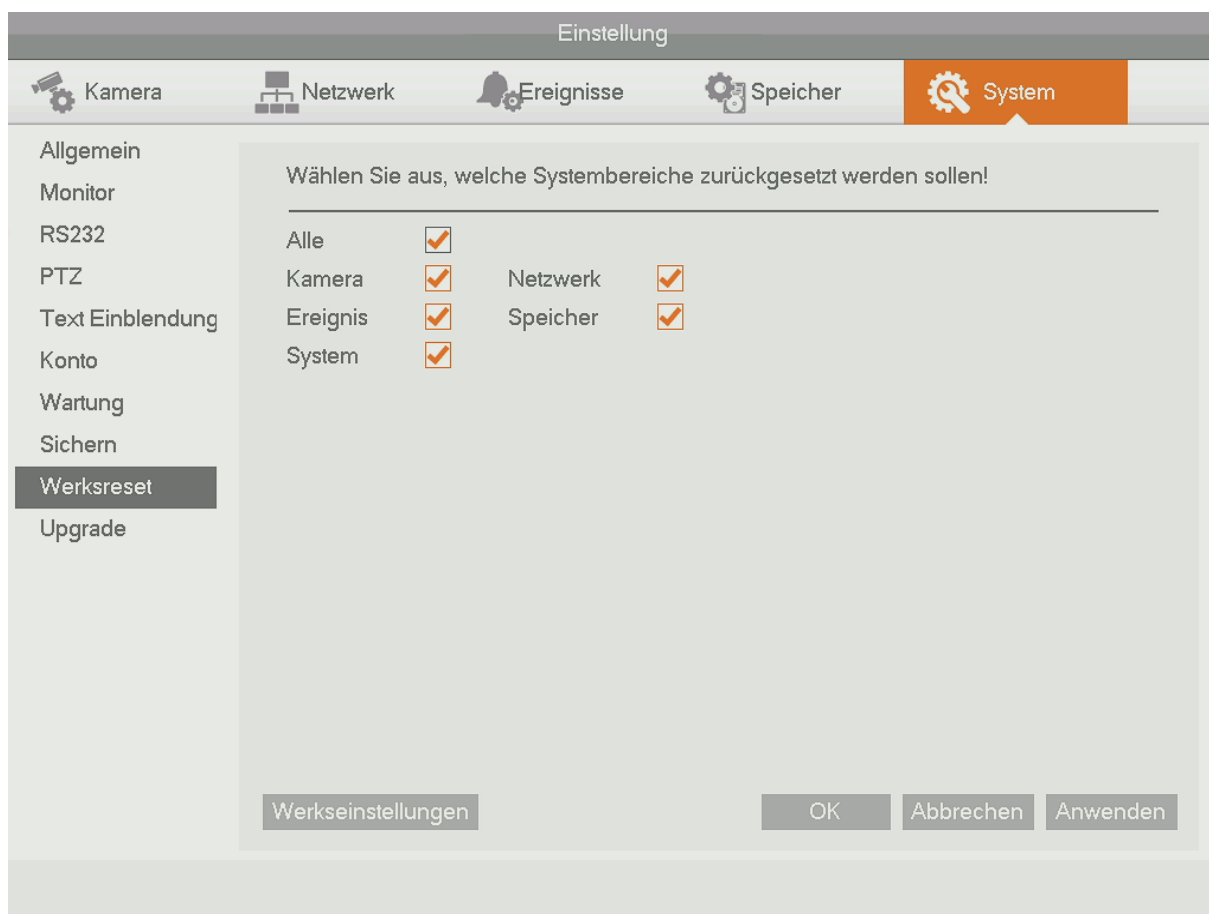 Einstellung
Kamera Netzwerk Ereignisse Speicher System
Allgemein
Monitor
RS232
PTZ
Text Einblendung
Konto
Wartung
Sichern
Werksreset
Upgrade
Wählen Sie aus, welche Systembereiche zurückgesetzt werden sollen!
Alle
Kamera Netzwerk
Ereignis Speicher
System
Werkseinstellungen OK Abbrechen Anwenden